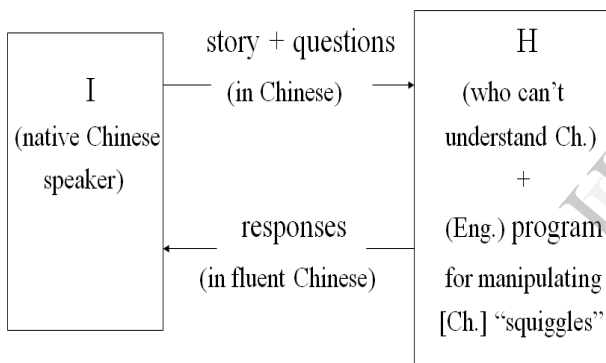 I
(native Chinese
speaker)
story + questions
(in Chinese)
responses
(in fluent Chinese)
H
(who can't
understand Ch.)
+
(Eng.) program
for manipulating
[Ch.] “squiggles”